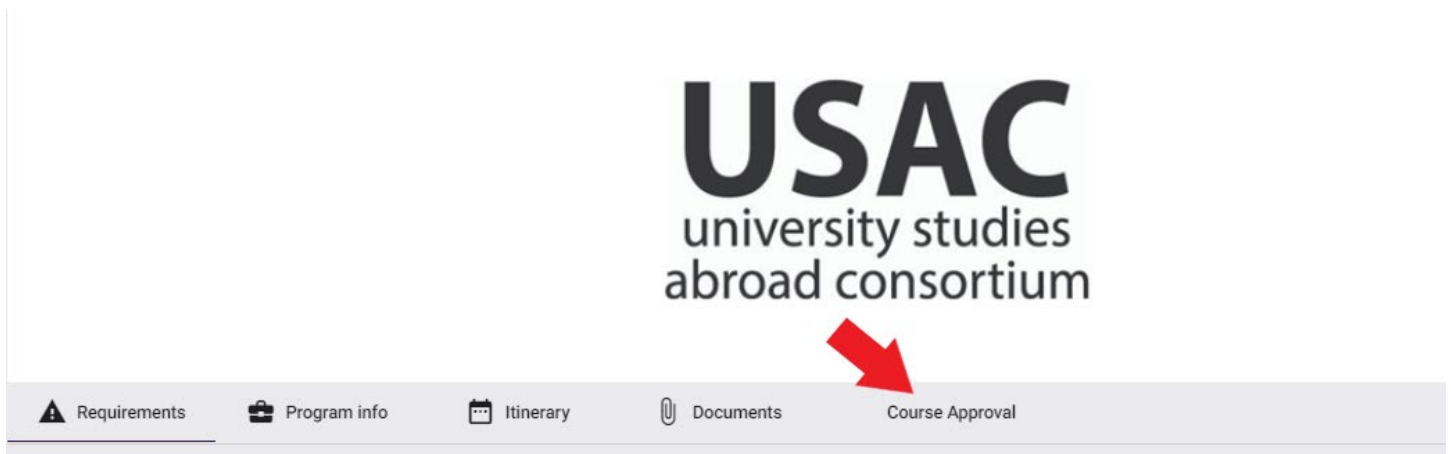 USAC
university studies
abroad consortium
Requirements Program info Itinerary Documents Course Approval